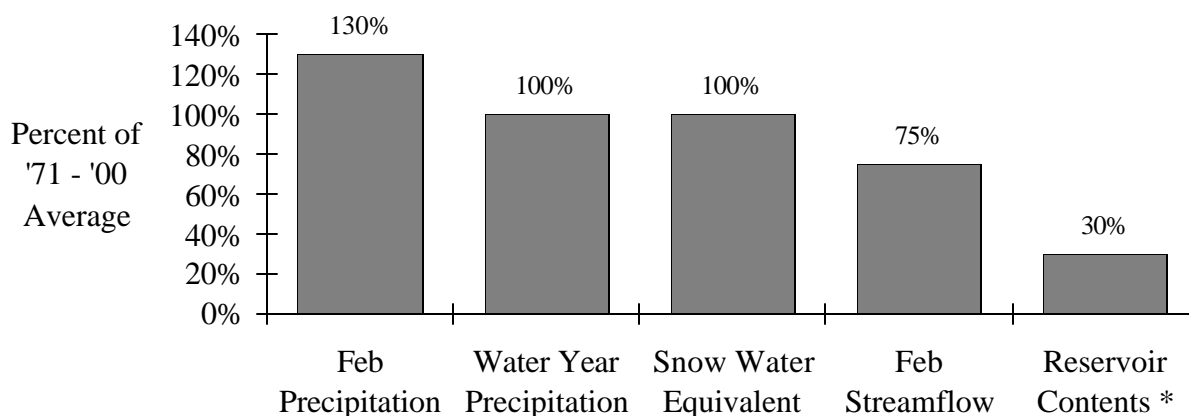 140%
120%
100%
80%
60%
40%
20%
0%
Percent of
'71 - '00
Average
130%
100%
100%
75%
30%
Feb
Precipitation
Water Year
Precipitation
Snow Water
Equivalent
Feb
Streamflow
Reservoir
Contents *